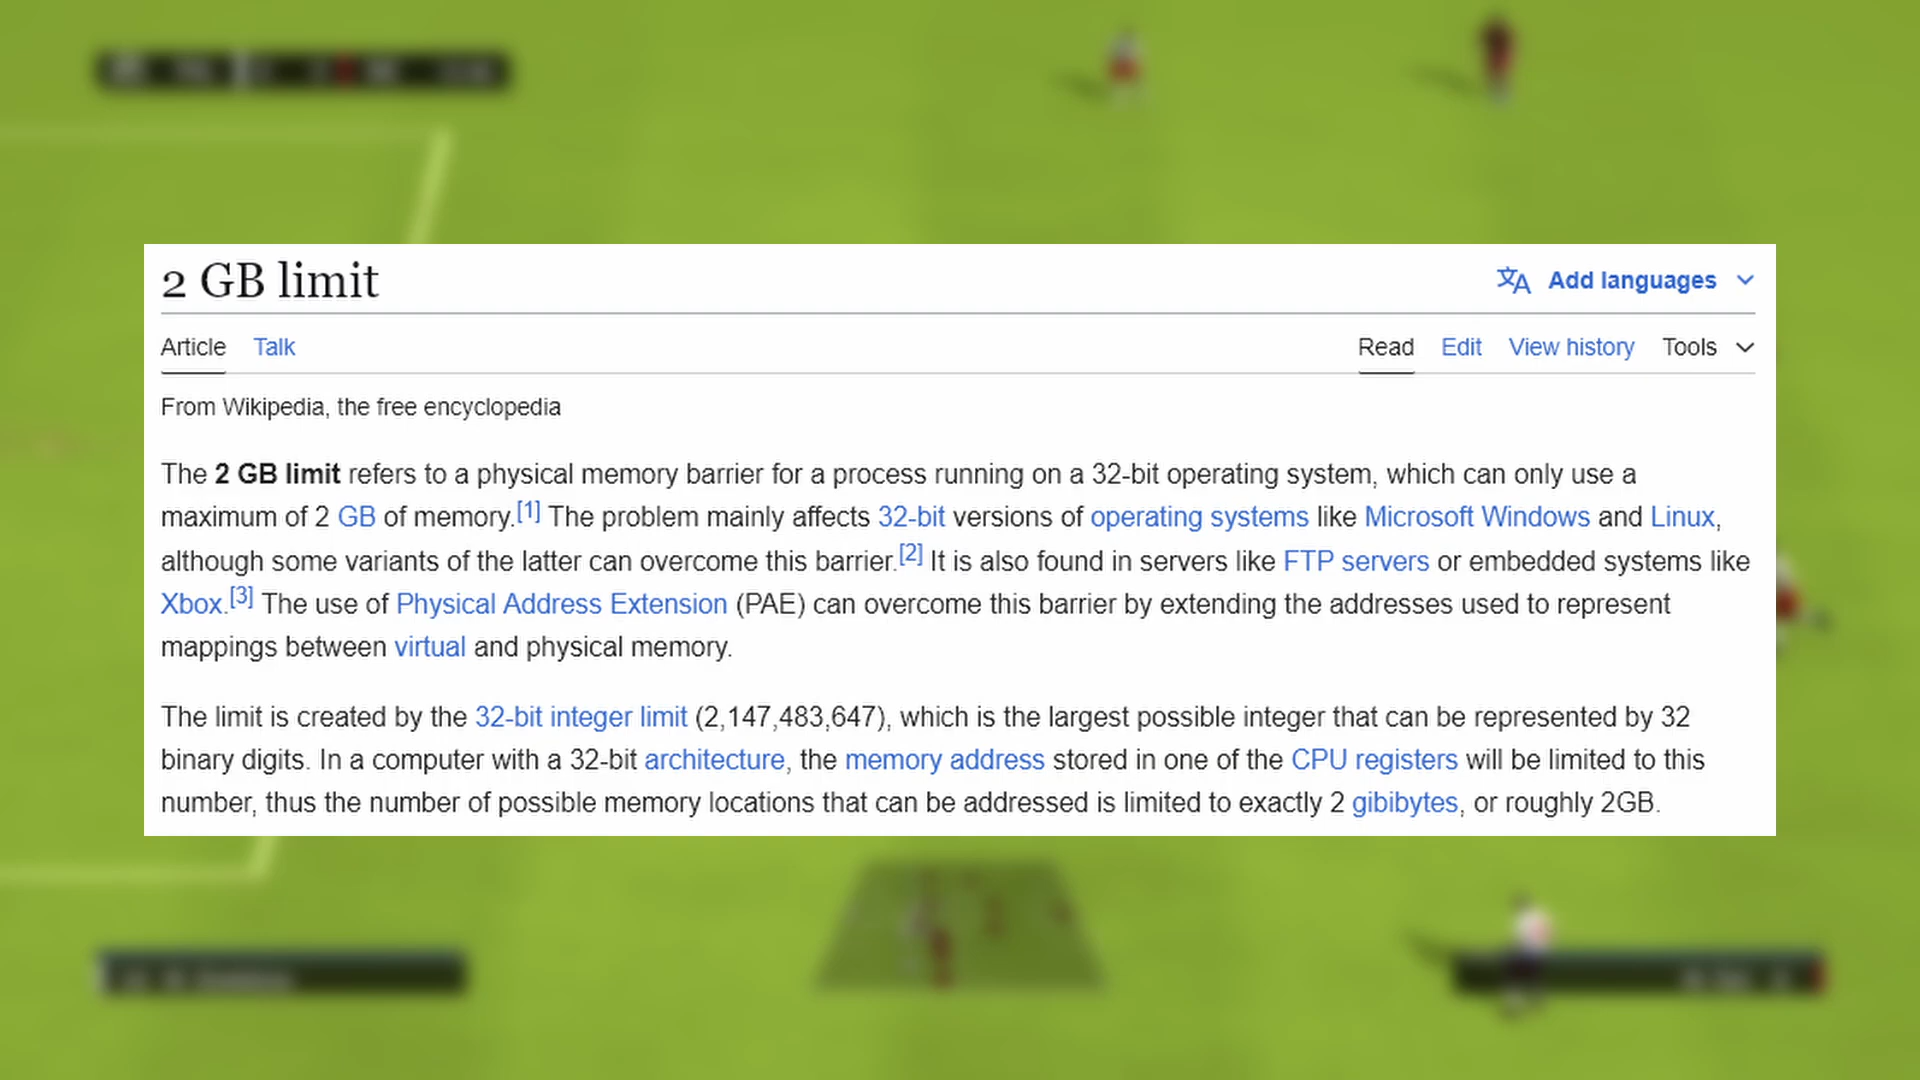 2 GB limit
Add languages
Article Talk
Read Edit View history Tools
From Wikipedia, the free encyclopedia
The 2 GB limit refers to a physical memory barrier for a process running on a 32-bit operating system, which can only use a
maximum of 2 GB of memory.[1] The problem mainly affects 32-bit versions of operating systems like Microsoft Windows and Linux,
although some variants of the latter can overcome this barrier.[2] It is also found in servers like FTP servers or embedded systems like
Xbox.[3] The use of Physical Address Extension (PAE) can overcome this barrier by extending the addresses used to represent
mappings between virtual and physical memory.
The limit is created by the 32-bit integer limit (2,147,483,647), which is the largest possible integer that can be represented by 32
binary digits. In a computer with a 32-bit architecture, the memory address stored in one of the CPU registers will be limited to this
number, thus the number of possible memory locations that can be addressed is limited to exactly 2 gibibytes, or roughly 2GB.